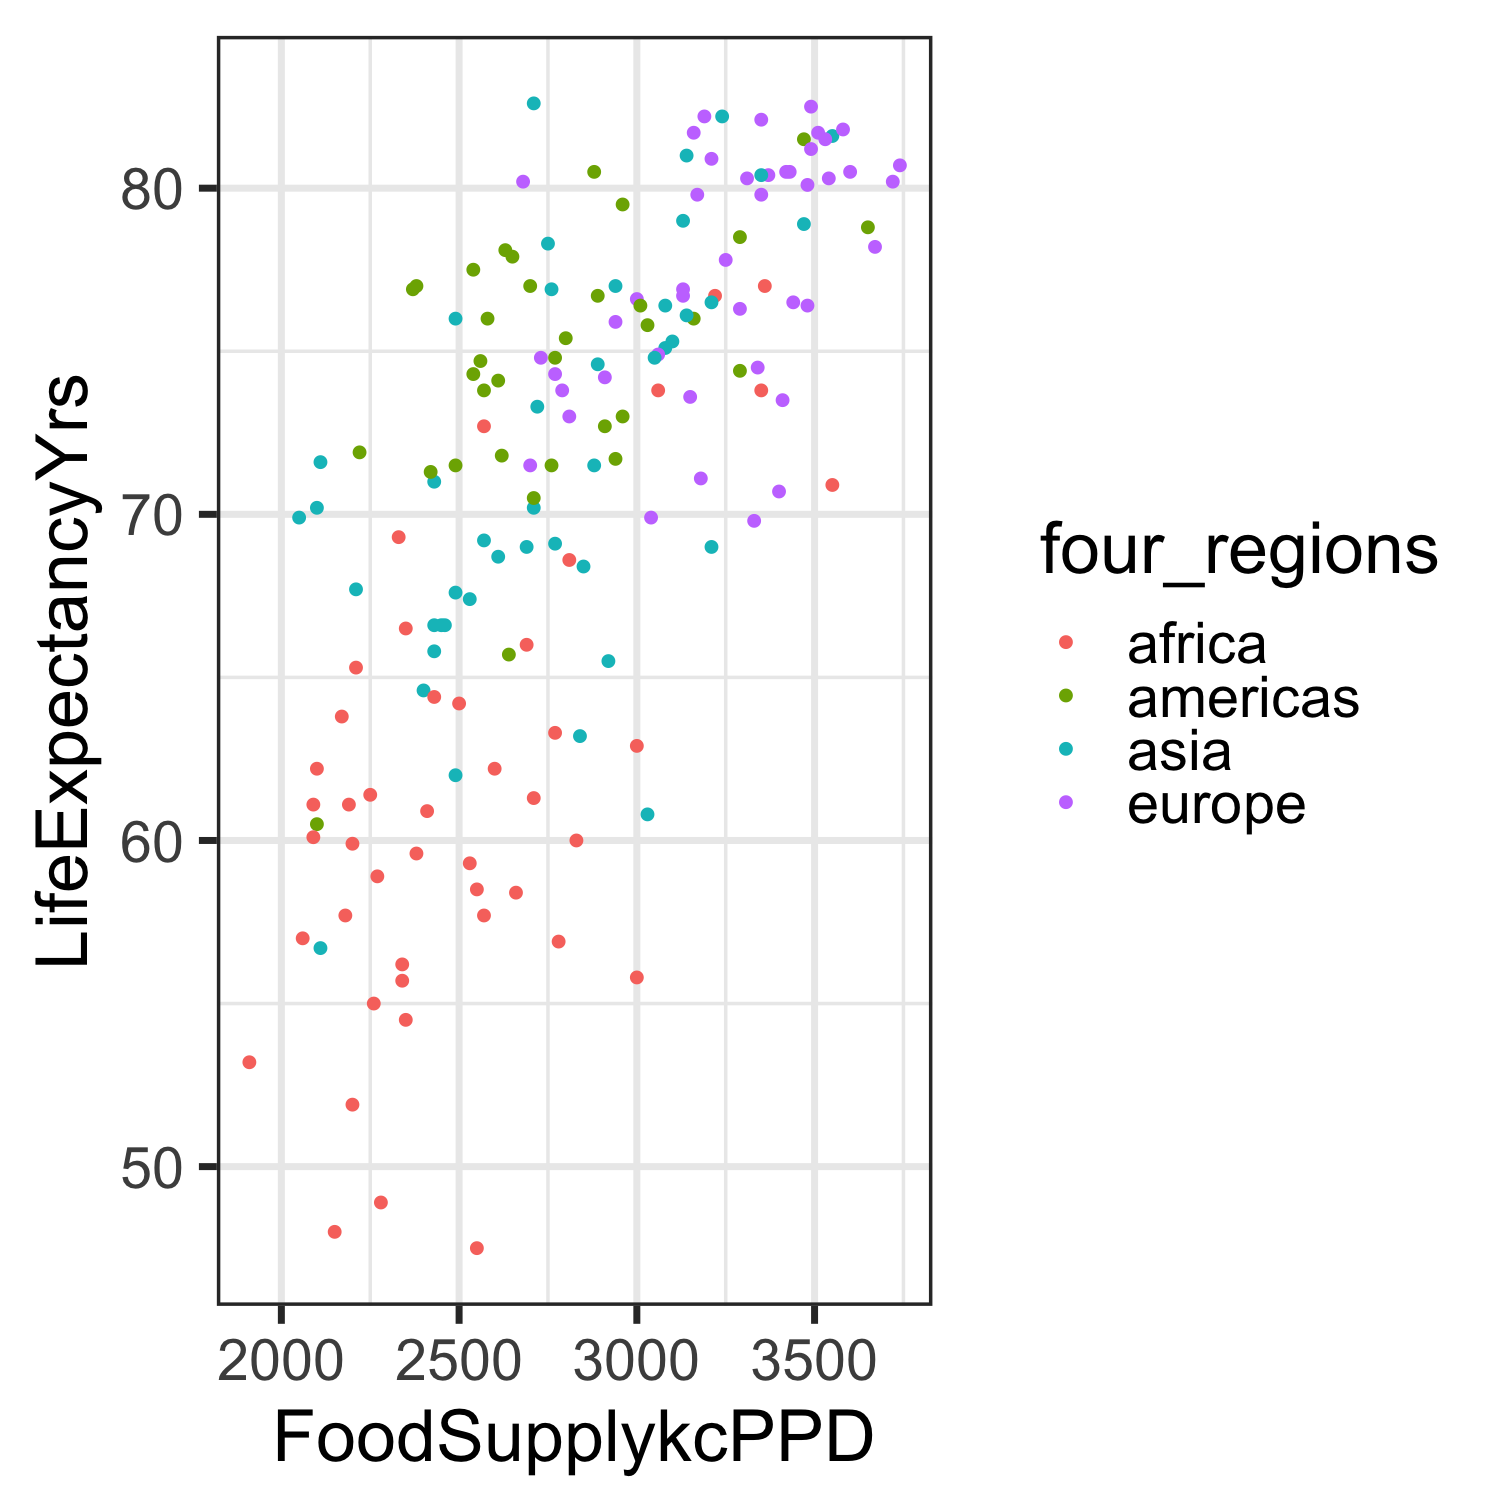 LifeExpectancyYrs
80
70
60
50
2000 2500 3000 3500
FoodSupplykcPPD
four_regions
africa
americas
asia
europe